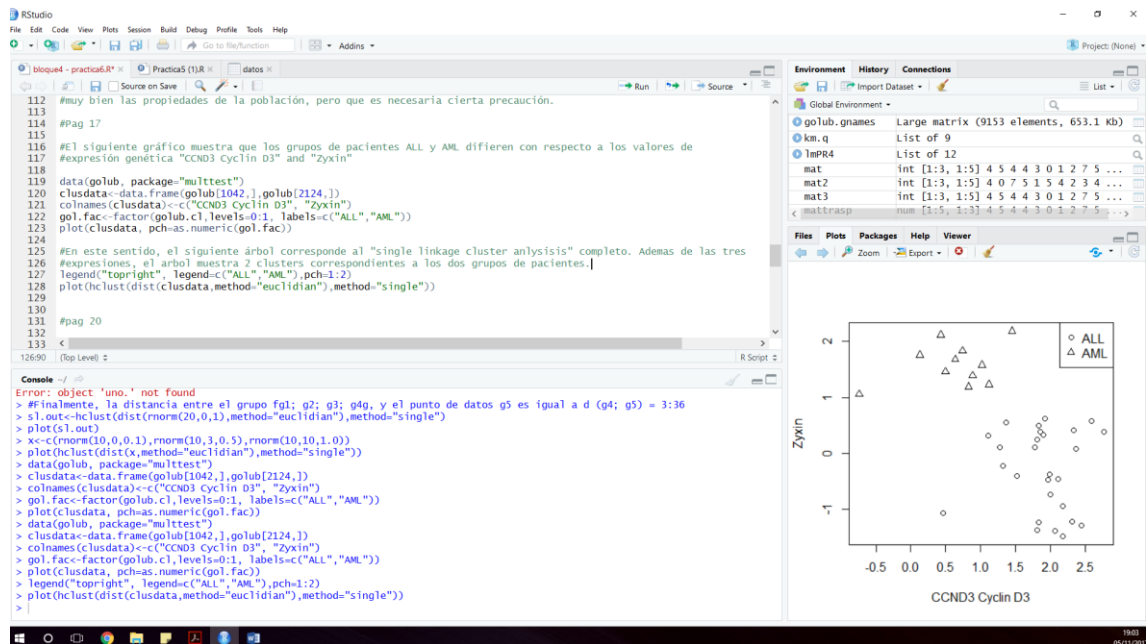 RStudio
File Edit Code View Plots Session Build Debug Profile Tools Help
Go to file/function Addins Project: (None)
bloque4 - practica6.R* Practica5 (1).R datos
Source on Save Run Source
112 #muy bien las propiedades de la población, pero que es necesaria cierta precaución.
113
114 #Pag 17
115
116 #El siguiente gráfico muestra que los grupos de pacientes ALL y AML difieren con respecto a los valores de
117 #expresión genética "CCND3 Cyclin D3" and "Zyxin"
118
119 data(golub, package="multtest")
120 clusdata<-data.frame(golub[1042,],golub[2124,])
121 colnames(clusdata)<-c("CCND3 Cyclin D3", "Zyxin")
122 gol.fac<-factor(golub.cl,levels=0:1, labels=c("ALL","AML"))
123 plot(clusdata, pch=as.numeric(gol.fac))
124
125 #En este sentido, el siguiente árbol corresponde al "single linkage cluster anlysisis" completo. Ademas de las tres
126 #expresiones, el arbol muestra 2 clusters correspondientes a los dos grupos de pacientes.
127 legend("topright", legend=c("ALL","AML"),pch=1:2)
128 plot(hclust(dist(clusdata,method="euclidian"),method="single"))
129
130
131 #pag 20
132
133
126:90 (Top Level) R Script
Console ~/
Error: object 'uno.' not found
> #Finalmente, la distancia entre el grupo fg1; g2; g3; g4g, y el punto de datos g5 es igual a d (g4; g5) = 3:36
> sl.out<-hclust(dist(rnorm(20,0,1),method="euclidian"),method="single")
> plot(sl.out)
> x<-c(rnorm(10,0,0.1),rnorm(10,3,0.5),rnorm(10,10,1.0))
> plot(hclust(dist(x,method="euclidian"),method="single"))
> data(golub, package="multtest")
> clusdata<-data.frame(golub[1042,],golub[2124,])
> colnames(clusdata)<-c("CCND3 Cyclin D3", "Zyxin")
> gol.fac<-factor(golub.cl,levels=0:1, labels=c("ALL","AML"))
> plot(clusdata, pch=as.numeric(gol.fac))
> data(golub, package="multtest")
> clusdata<-data.frame(golub[1042,],golub[2124,])
> colnames(clusdata)<-c("CCND3 Cyclin D3", "Zyxin")
> gol.fac<-factor(golub.cl,levels=0:1, labels=c("ALL","AML"))
> plot(clusdata, pch=as.numeric(gol.fac))
> legend("topright", legend=c("ALL","AML"),pch=1:2)
> plot(hclust(dist(clusdata,method="euclidian"),method="single"))
>
Environment History Connections
Import Dataset List
Global Environment
golub.gnames Large matrix (9153 elements, 653.1 Kb)
km.q List of 9
lmPR4 List of 12
mat int [1:3, 1:5] 4 5 4 4 3 0 1 2 7 5 ...
mat2 int [1:3, 1:5] 4 0 7 5 1 5 4 2 3 4 ...
mat3 int [1:3, 1:5] 4 5 4 4 3 0 1 2 7 5 ...
mattrasp num [1:5, 1:3] 4 5 4 4 3 0 1 2 7 5 ...
Files Plots Packages Help Viewer
Zoom Export
ALL
AML
Zyxin
2
1
0
-1
-0.5 0.0 0.5 1.0 1.5 2.0 2.5
CCND3 Cyclin D3
19:03